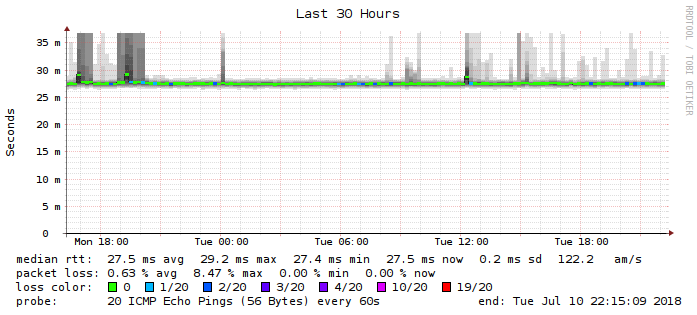 Last 30 Hours
RRDTOOL / TOBI OETIKER
Seconds
35 m
30 m
25 m
20 m
15 m
10 m
5 m
0
Mon 18:00 Tue 00:00 Tue 06:00 Tue 12:00 Tue 18:00
median rtt: 27.5 ms avg 29.2 ms max 27.4 ms min 27.5 ms now 0.2 ms sd 122.2 am/s
packet loss: 0.63 % avg 8.47 % max 0.00 % min 0.00 % now
loss color: 0 1/20 2/20 3/20 4/20 10/20 19/20
probe: 20 ICMP Echo Pings (56 Bytes) every 60s end: Tue Jul 10 22:15:09 2018